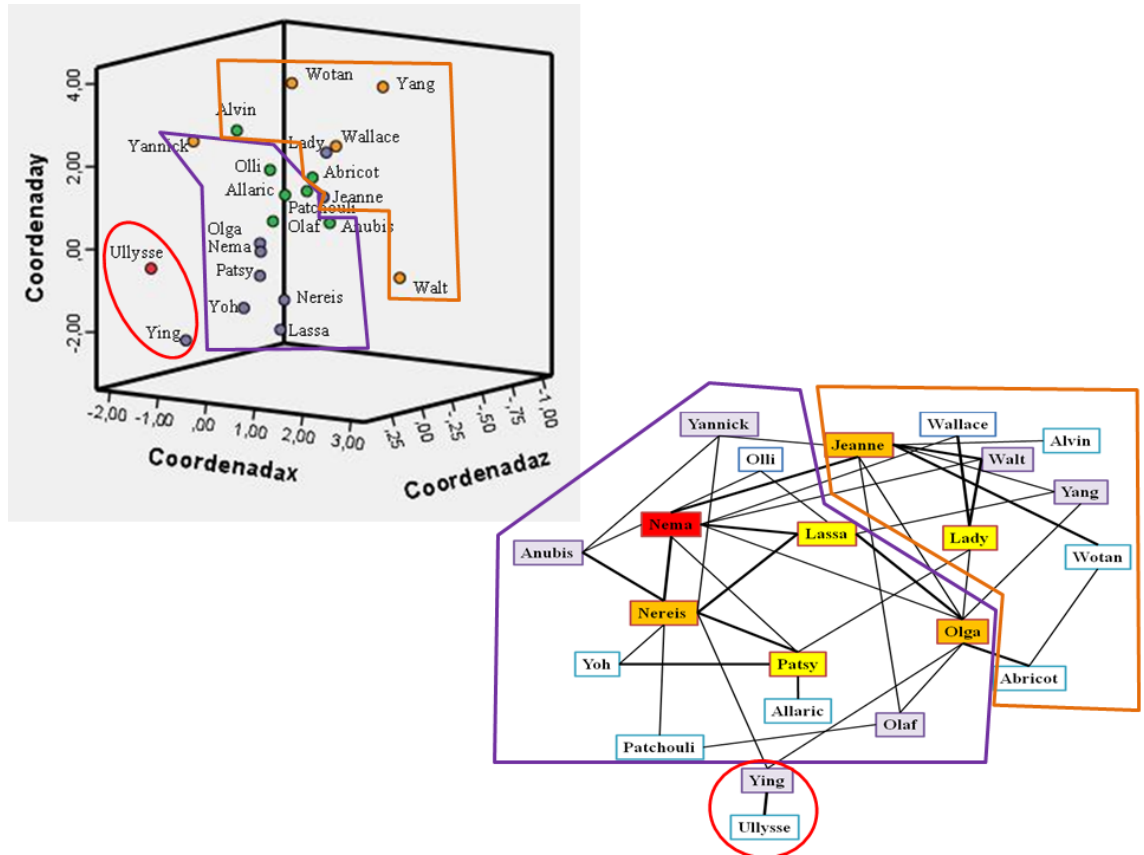 Wotan
Yang
4,00
Alvin
Yannick
Lady
Wallace
2,00
Olli
Abricot
Allaric
Jeanne
Patchouli
Olga
Olaf
Anubis
Nema
,00
Ullysse
Patsy
Walt
Nereis
Yoh
-2,00
Ying
Lassa
Coordenaday
-2,00
-1,00
,00
1,00
2,00
3,00
Coordenadax
,25
,00
-,25
-,50
-,75
-1,00
Coordenadaz
Yannick
Wallace
Jeanne
Alvin
Olli
Walt
Yang
Nema
Lassa
Lady
Anubis
Wotan
Nereis
Olga
Yoh
Patsy
Abricot
Allaric
Olaf
Patchouli
Ying
Ullysse